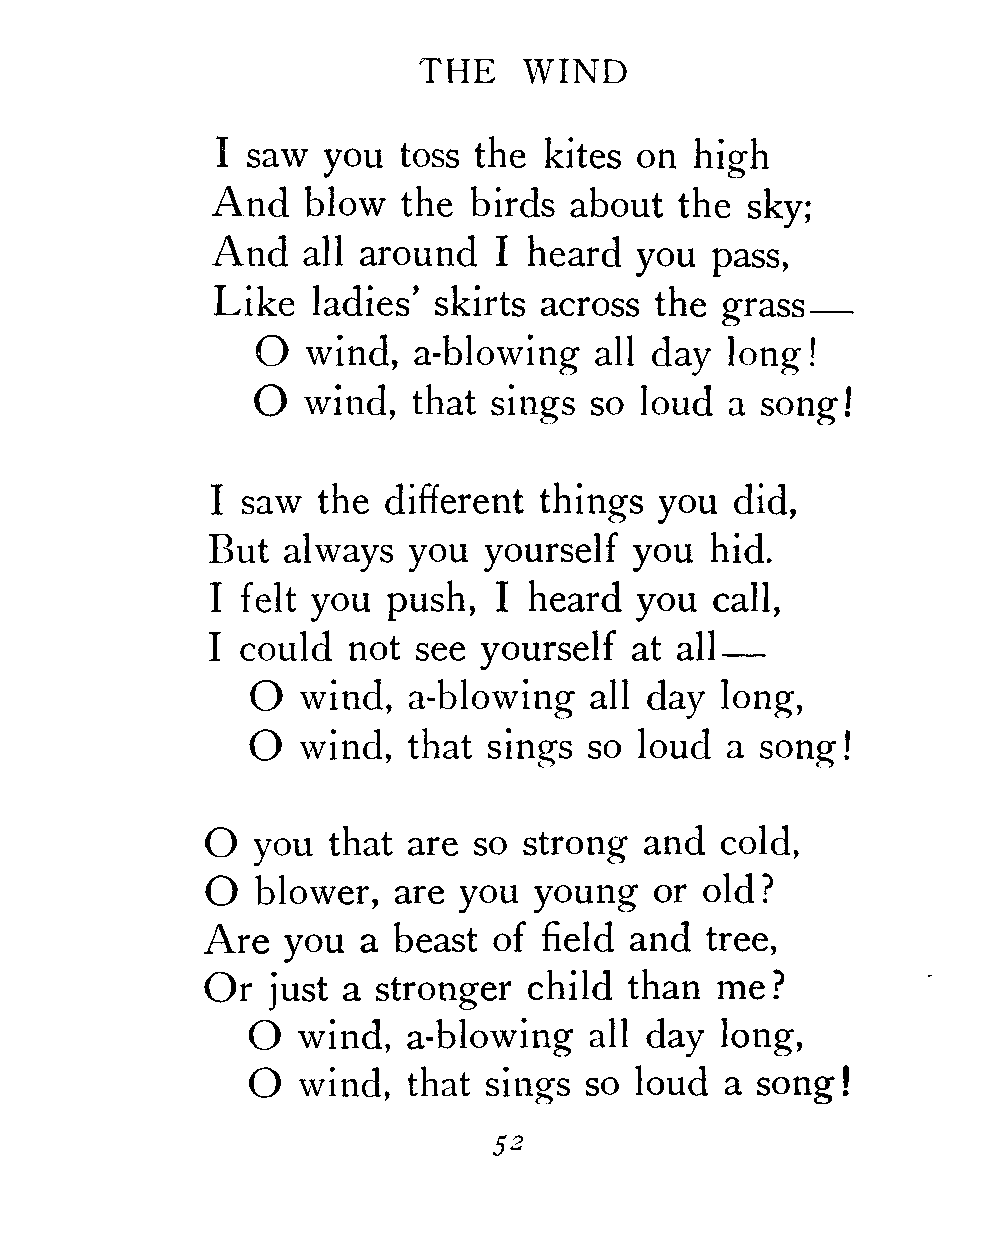 THE WIND
I saw you toss the kites on high
And blow the birds about the sky;
And all around I heard you pass,
Like ladies' skirts across the grass—
O wind, a-blowing all day long!
O wind, that sings so loud a song!
I saw the different things you did,
But always you yourself you hid.
I felt you push, I heard you call,
I could not see yourself at all—
O wind, a-blowing all day long,
O wind, that sings so loud a song!
O you that are so strong and cold,
O blower, are you young or old?
Are you a beast of field and tree,
Or just a stronger child than me?
O wind, a-blowing all day long,
O wind, that sings so loud a song!
52